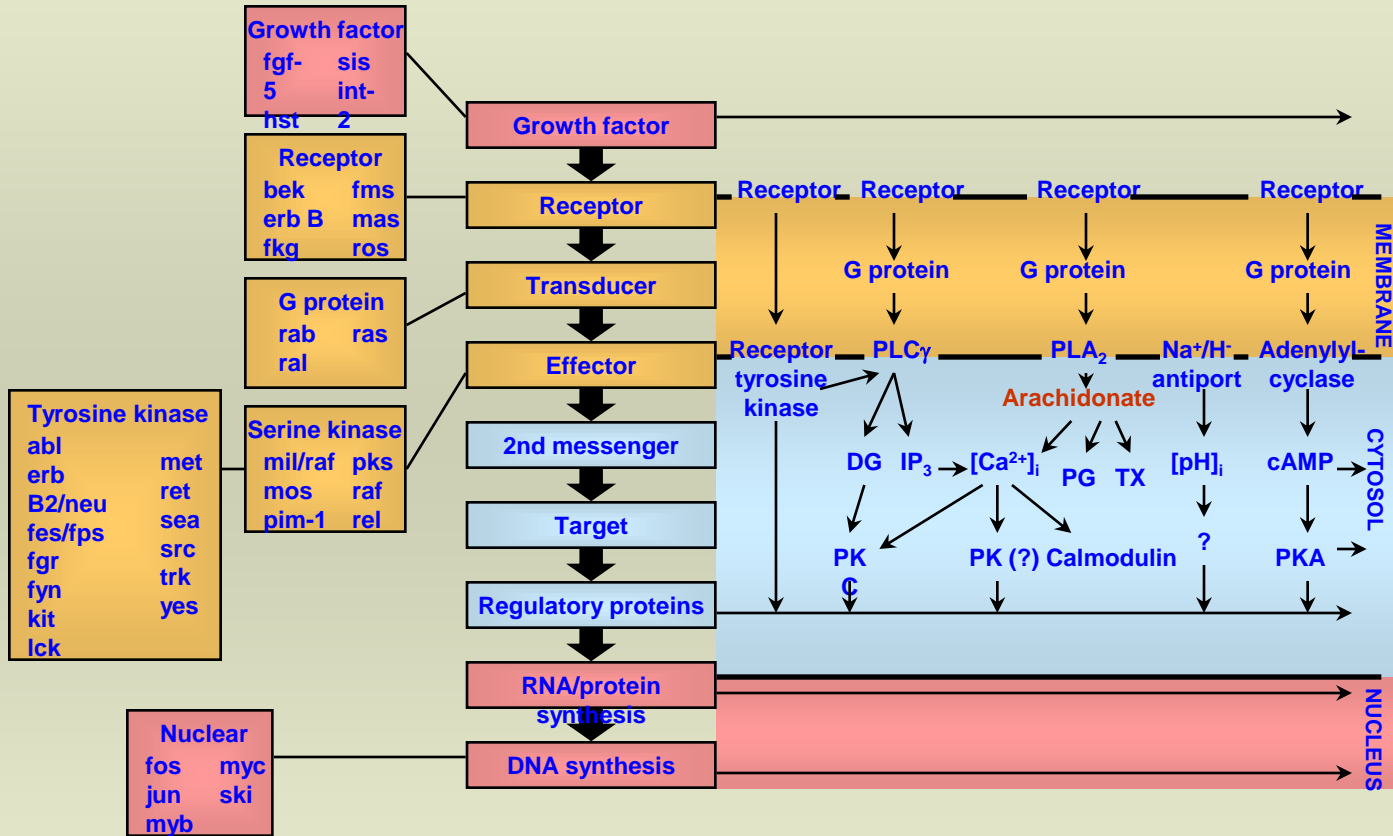 Growth factor
fgf- sis
5 int-
hst 2
Growth factor
Receptor
bek fms
erb B mas
fkg ros
Receptor
Receptor Receptor Receptor Receptor
MEMBRANE
G protein G protein G protein
Transducer
G protein
rab ras
ral
Effector
Receptor PLCγ PLA₂ Na⁺/H⁻ Adenylyl-
tyrosine antiport cyclase
kinase
Arachidonate
Tyrosine kinase
abl
erb met
B2/neu ret
fes/fps sea
fgr src
fyn trk
kit yes
lck
Serine kinase
mil/raf pks
mos raf
pim-1 rel
2nd messenger
DG IP₃ [Ca²⁺]ᵢ PG TX [pH]ᵢ cAMP
CYTOSOL
Target
PK PK (?) Calmodulin ? PKA
C
Regulatory proteins
RNA/protein
synthesis
NUCLEUS
Nuclear
fos myc
jun ski
myb
DNA synthesis